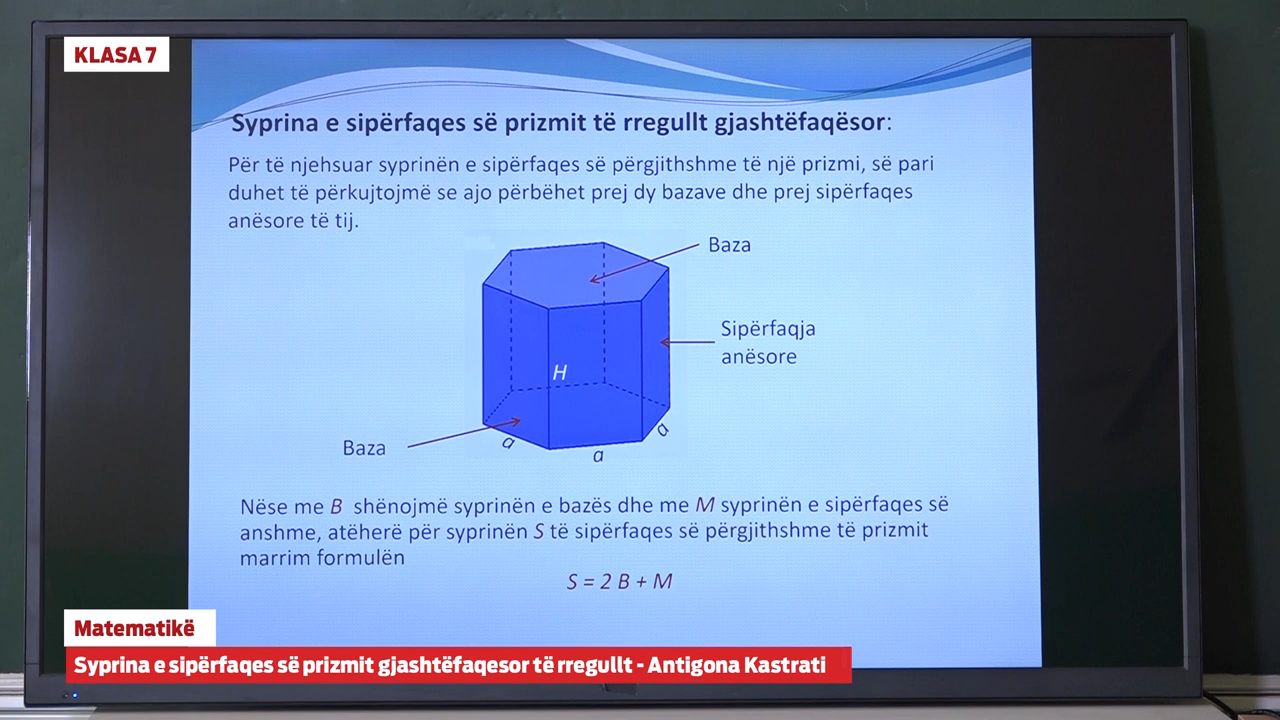 KLASA 7
Syprina e sipërfaqes së prizmit të rregullt gjashtëfaqësor:
Për të njehsuar syprinën e sipërfaqes së përgjithshme të një prizmi, së pari
duhet të përkujtojmë se ajo përbëhet prej dy bazave dhe prej sipërfaqes
anësore të tij.
Baza
Sipërfaqja
anësore
H
Baza
a
a
a
Nëse me B shënojmë syprinën e bazës dhe me M syprinën e sipërfaqes së
anshme, atëherë për syprinën S të sipërfaqes së përgjithshme të prizmit
marrim formulën
S = 2 B + M
Matematikë
Syprina e sipërfaqes së prizmit gjashtëfaqesor të rregullt - Antigona Kastrati